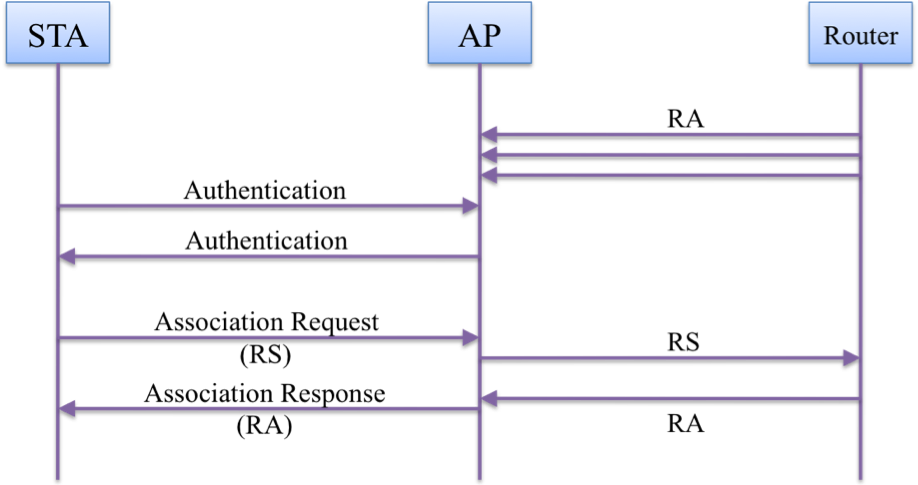 STA
AP
Router
RA
Authentication
Authentication
Association Request
(RS)
RS
Association Response
(RA)
RA